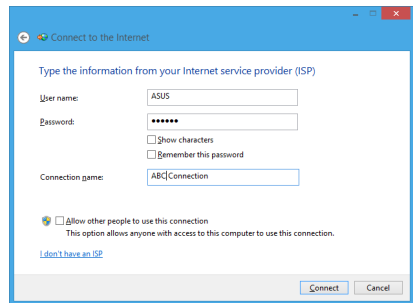 Connect to the Internet
Type the information from your Internet service provider (ISP)
User name: ASUS
Password: ••••••
Show characters
Remember this password
Connection name: ABC Connection
Allow other people to use this connection
This option allows anyone with access to this computer to use this connection.
I don't have an ISP
Connect Cancel